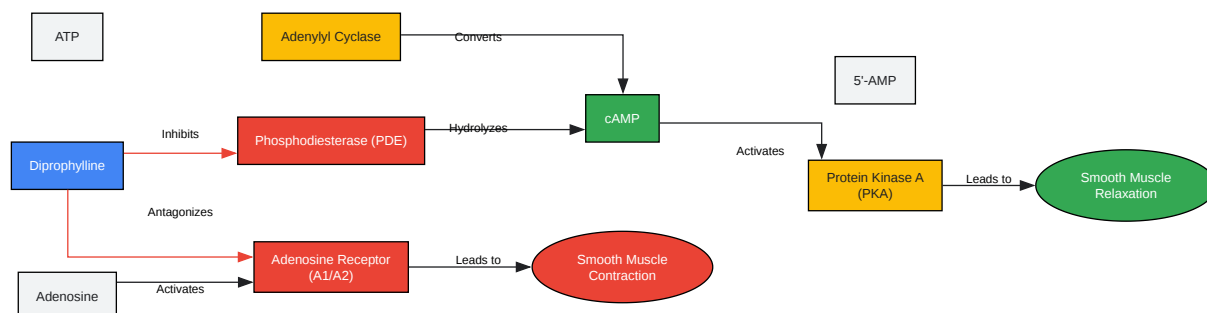 ATP
Adenylyl Cyclase
Converts
cAMP
5'-AMP
Diprophylline
Inhibits
Phosphodiesterase (PDE)
Hydrolyzes
Activates
Protein Kinase A
(PKA)
Leads to
Smooth Muscle
Relaxation
Antagonizes
Adenosine
Activates
Adenosine Receptor
(A1/A2)
Leads to
Smooth Muscle
Contraction